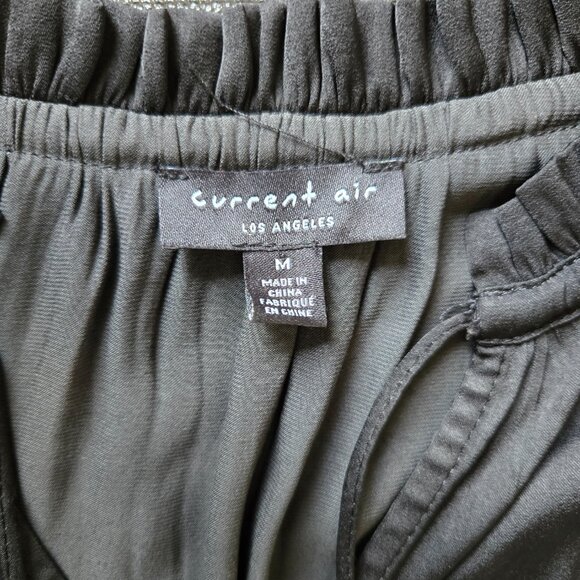 current air
LOS ANGELES
M
MADE IN
CHINA
FABRIQUÉ
EN CHINE